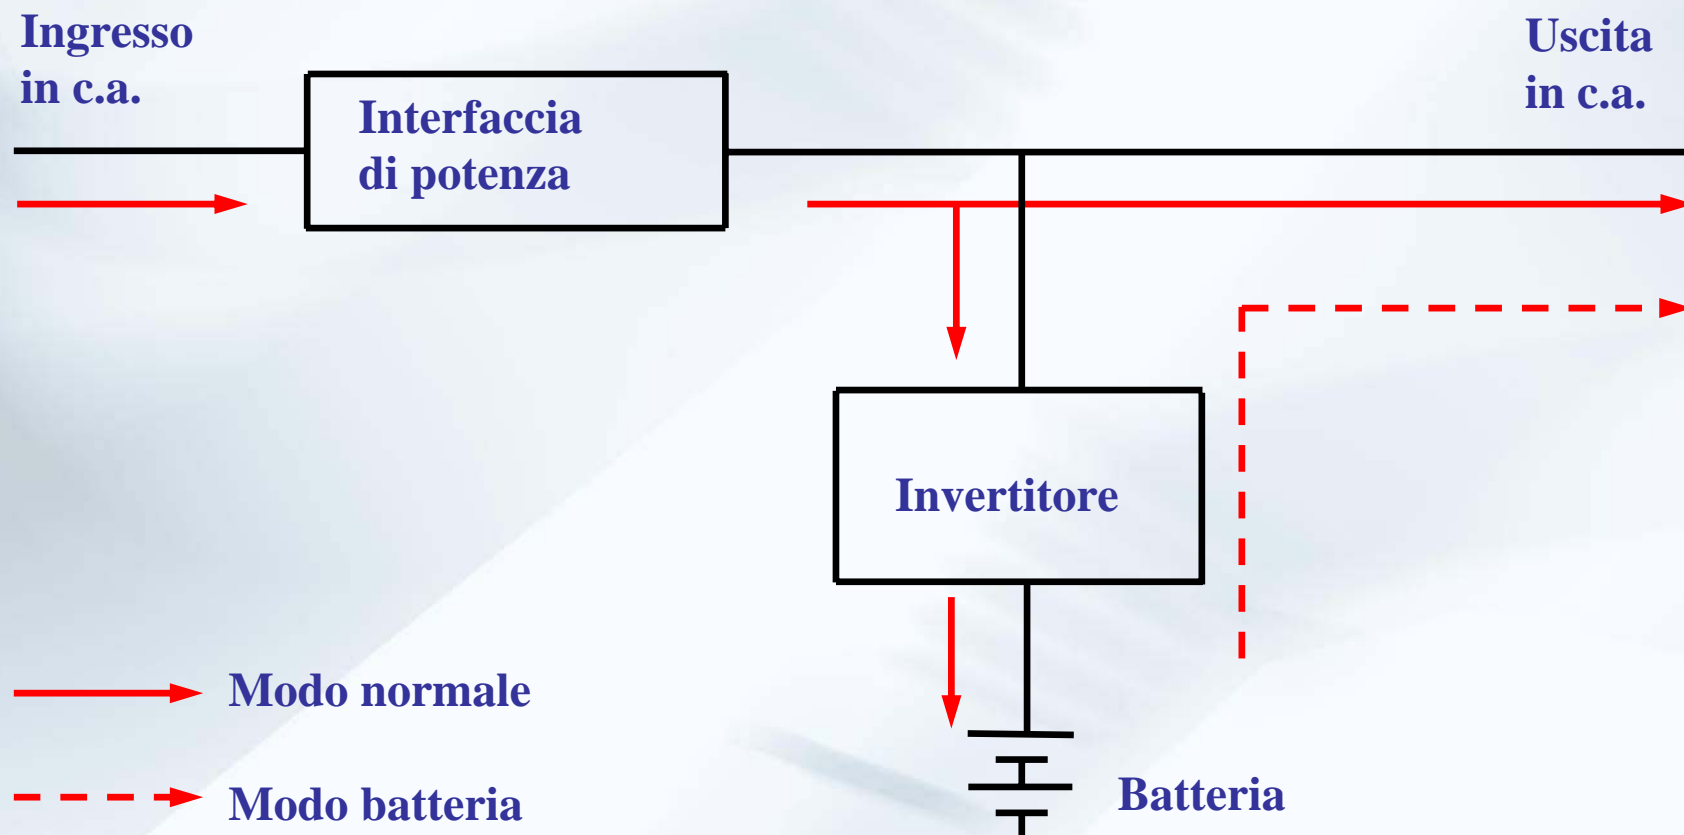 Ingresso
in c.a.
Uscita
in c.a.
Interfaccia
di potenza
Invertitore
Modo normale
Modo batteria
Batteria